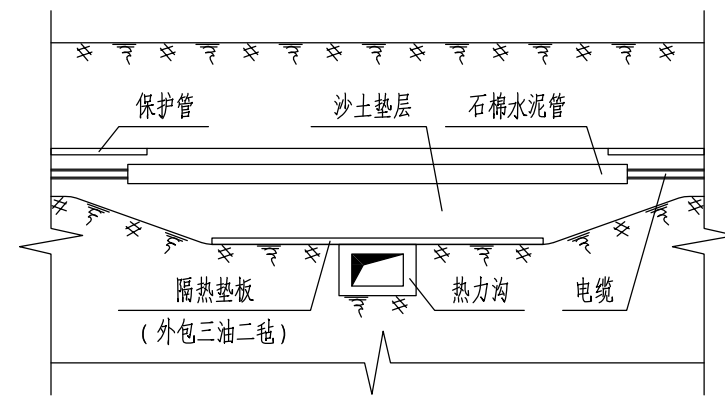 保护管
沙土垫层
石棉水泥管
隔热垫板
(外包三油二毡)
热力沟
电缆